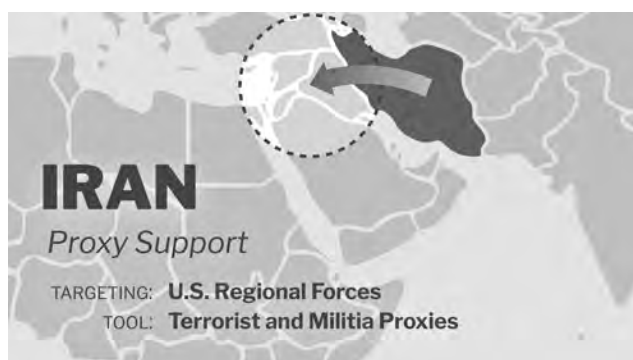 IRAN
Proxy Support
TARGETING: U.S. Regional Forces
TOOL: Terrorist and Militia Proxies